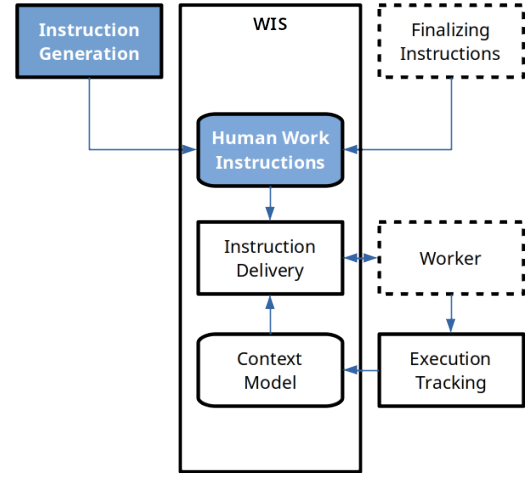 Instruction
Generation
WIS
Finalizing
Instructions
Human Work
Instructions
Instruction
Delivery
Worker
Context
Model
Execution
Tracking